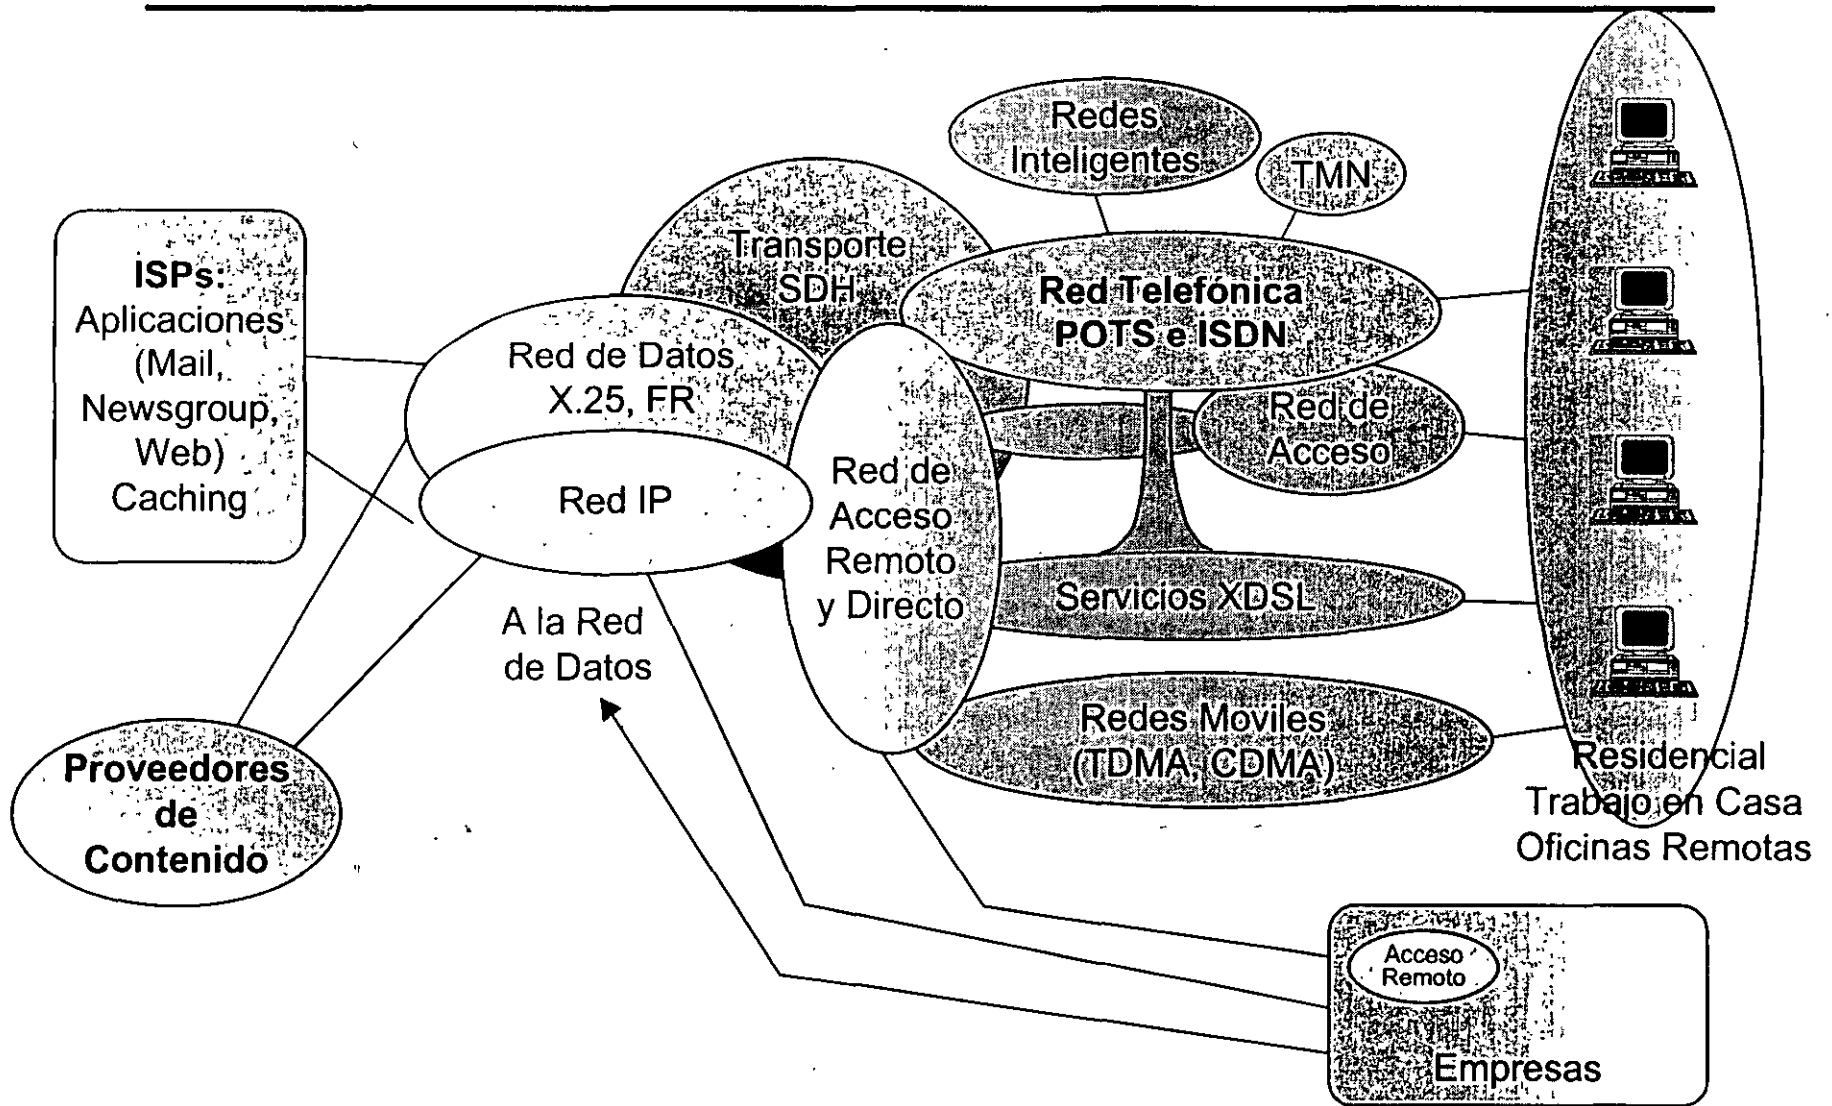 Redes
Inteligentes
TMN
Transporte
SDH
Red Telefónica
POTS e ISDN
ISPs:
Aplicaciones
(Mail,
Newsgroup,
Web)
Caching
Red de Datos
X.25, FR
Red IP
Red de
Acceso
Remoto
y Directo
Red de
Acceso
Servicios XDSL
A la Red
de Datos
Redes Moviles
(TDMA, CDMA)
Proveedores
de
Contenido
Residencial
Trabajo en Casa
Oficinas Remotas
Acceso
Remoto
Empresas